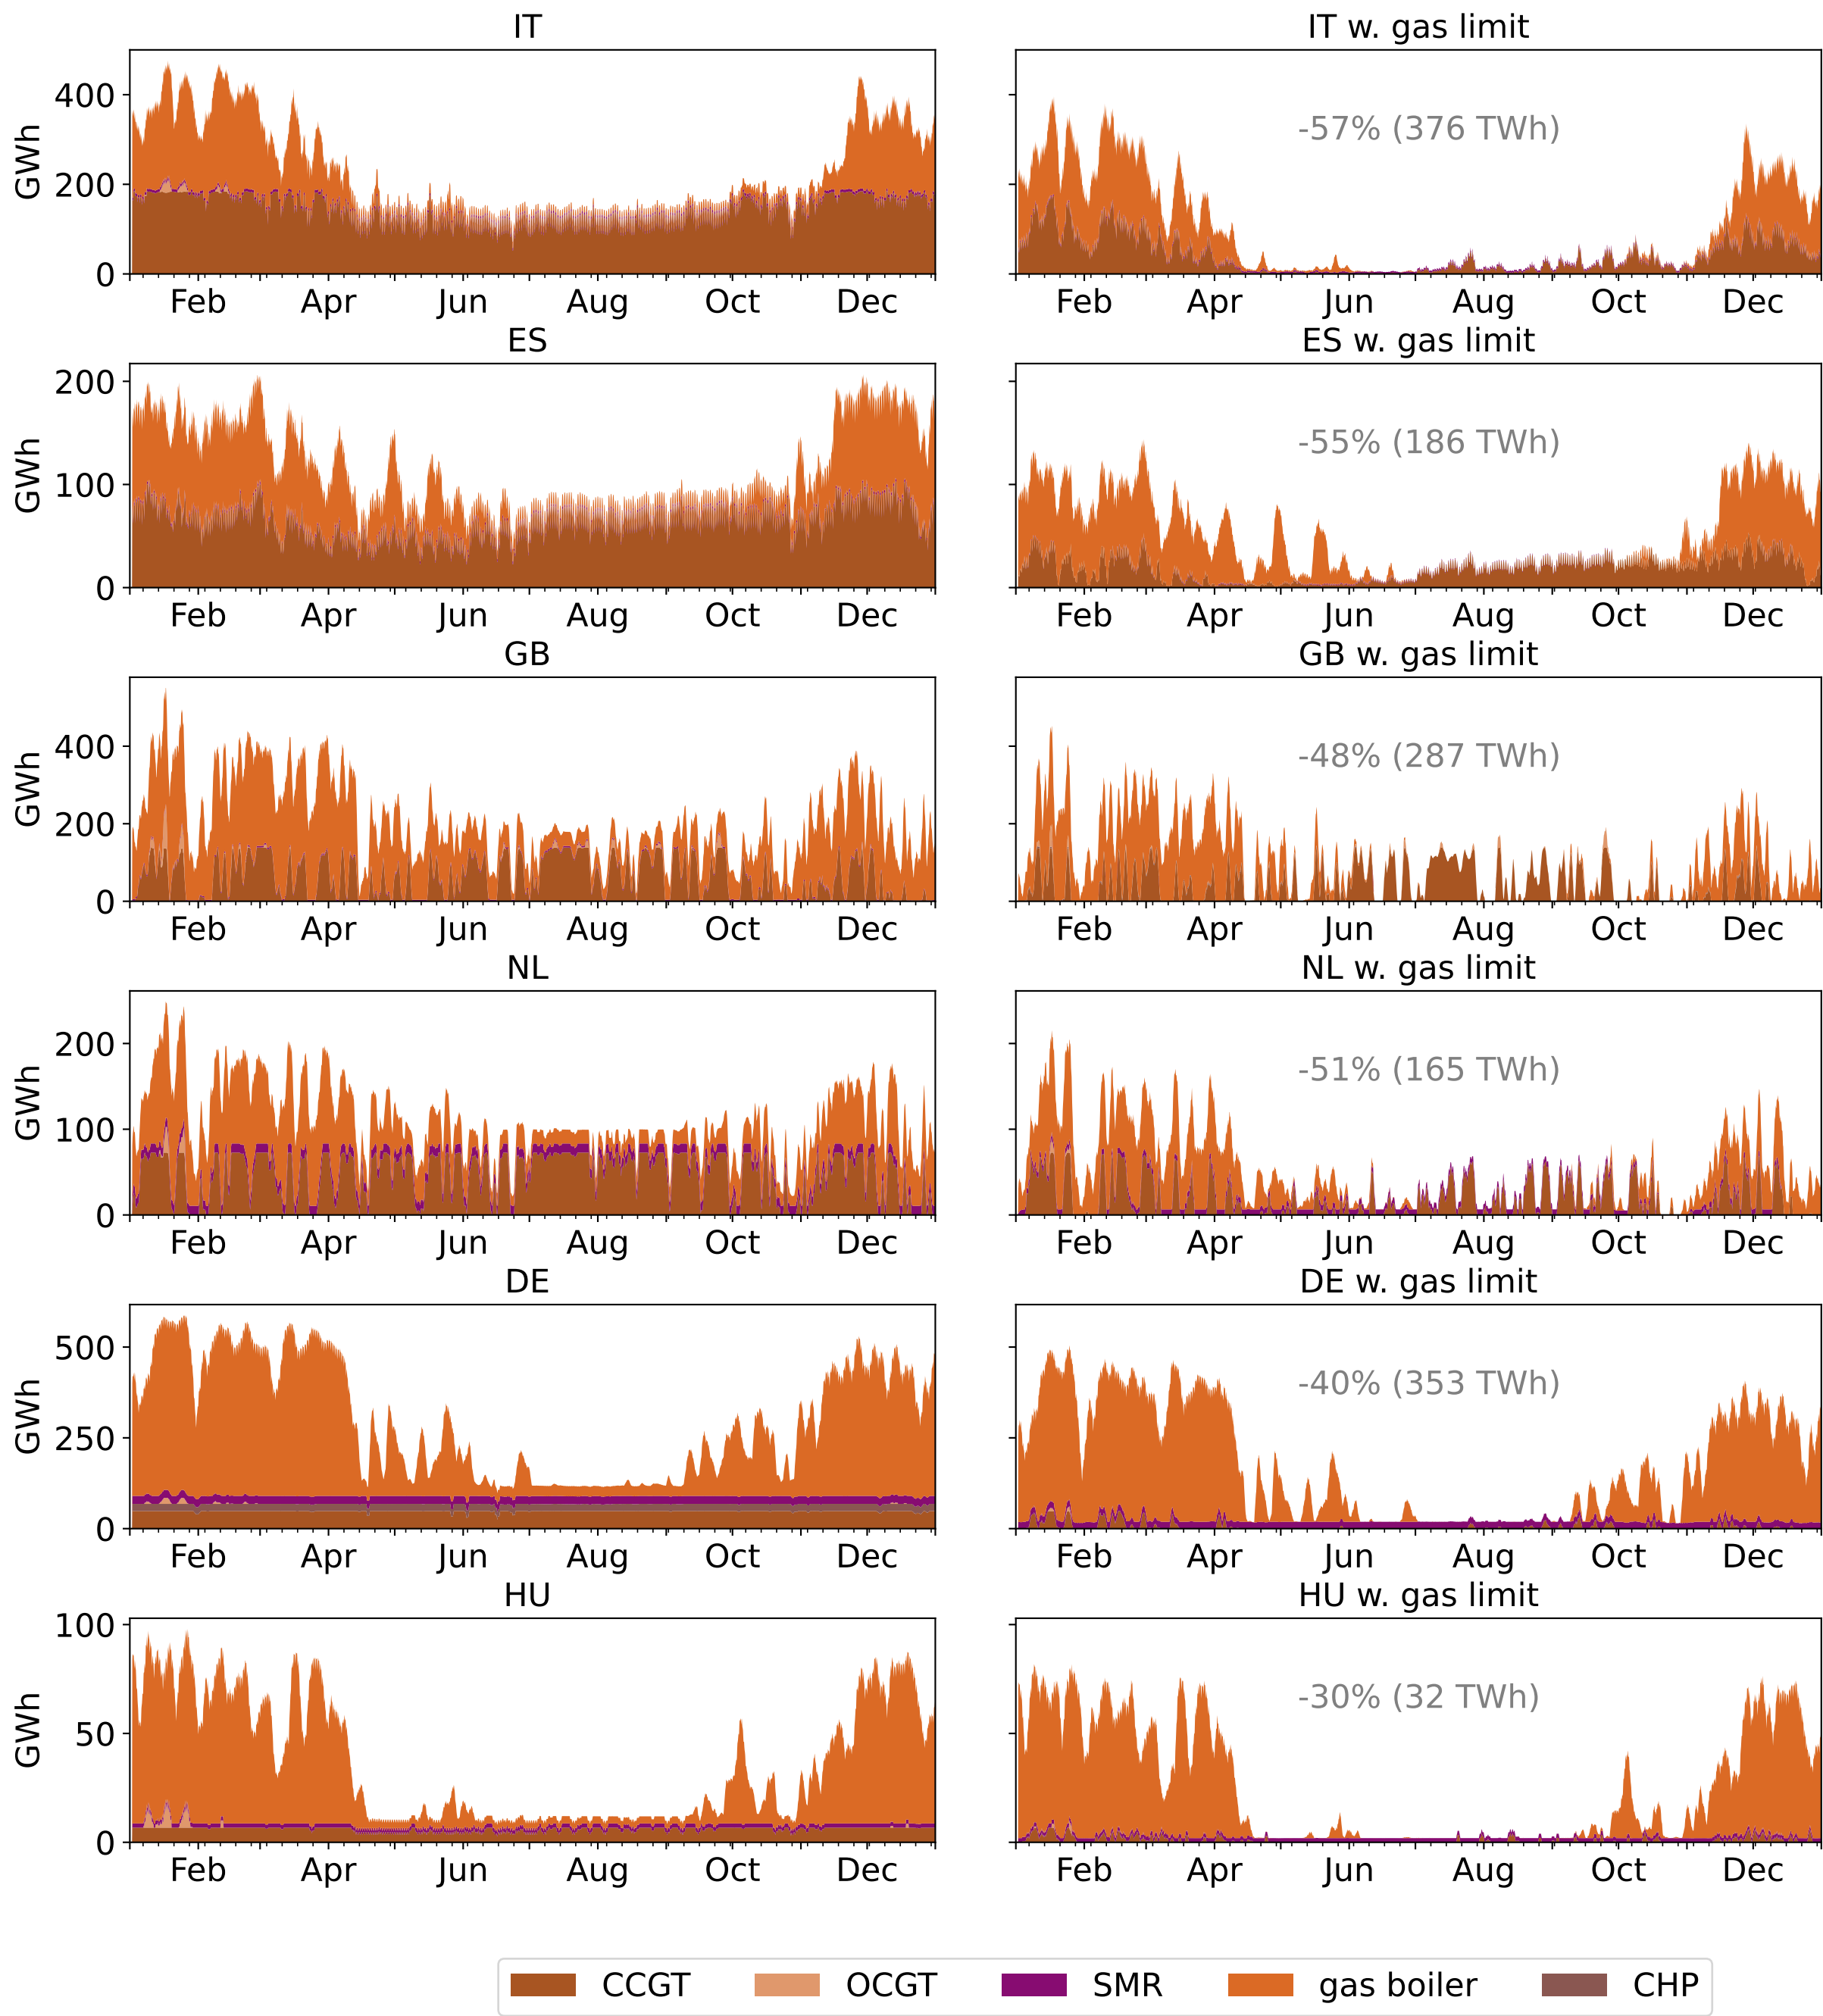 IT
IT w. gas limit
GWh
400
200
0
-57% (376 TWh)
Feb Apr Jun Aug Oct Dec
Feb Apr Jun Aug Oct Dec
ES
ES w. gas limit
GWh
200
100
0
-55% (186 TWh)
Feb Apr Jun Aug Oct Dec
Feb Apr Jun Aug Oct Dec
GB
GB w. gas limit
GWh
400
200
0
-48% (287 TWh)
Feb Apr Jun Aug Oct Dec
Feb Apr Jun Aug Oct Dec
NL
NL w. gas limit
GWh
200
100
0
-51% (165 TWh)
Feb Apr Jun Aug Oct Dec
Feb Apr Jun Aug Oct Dec
DE
DE w. gas limit
GWh
500
250
0
-40% (353 TWh)
Feb Apr Jun Aug Oct Dec
Feb Apr Jun Aug Oct Dec
HU
HU w. gas limit
GWh
100
50
0
-30% (32 TWh)
Feb Apr Jun Aug Oct Dec
Feb Apr Jun Aug Oct Dec
CCGT OCGT SMR gas boiler CHP